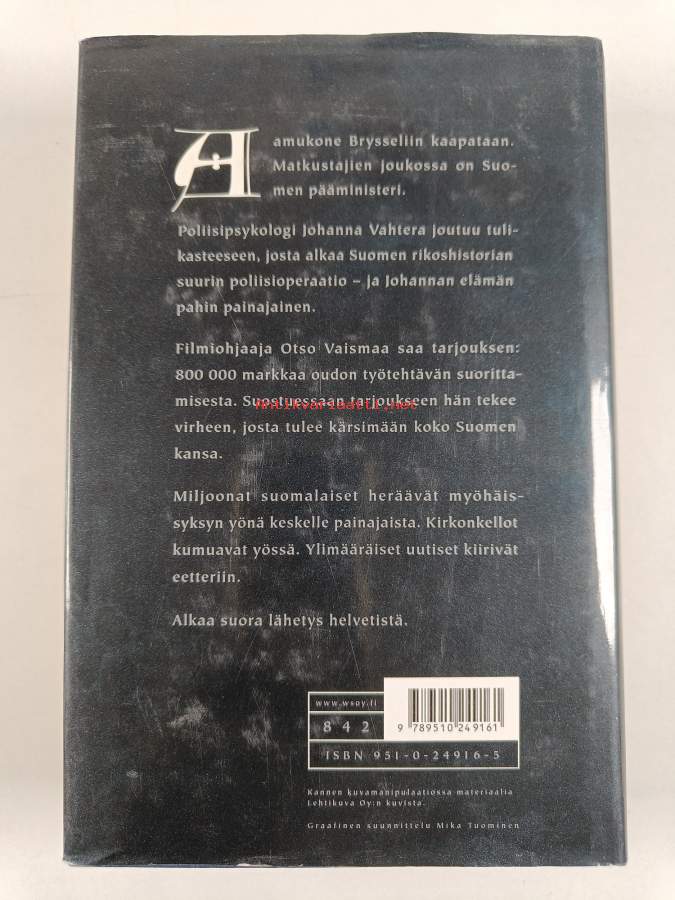 Aamukone Brysseliin kaapataan.
Matkustajien joukossa on Suo-
men pääministeri.
Poliisipsykologi Johanna Vahtera joutuu tuli-
kasteeseen, josta alkaa Suomen rikoshistorian
suurin poliisioperaatio – ja Johannan elämän
pahin painajainen.
Filmiohjaaja Otso Vaismaa saa tarjouksen:
800 000 markkaa oudon työtehtävän suoritta-
misesta. Suostuessaan tarjoukseen hän tekee
Antikvariaatti.net
virheen, josta tulee kärsimään koko Suomen
kansa.
Miljoonat suomalaiset heräävät myöhäis-
syksyn yönä keskelle painajaista. Kirkonkellot
kumuavat yössä. Ylimääräiset uutiset kiirivät
eetteriin.
Alkaa suora lähetys helvetistä.
www.wsoy.fi
842
9 789510 249161
ISBN 951-0-24916-5
Kannen kuvamanipulaatiossa materiaalia
Lehtikuva Oy:n kuvista.
Graafinen suunnittelu Mika Tuominen